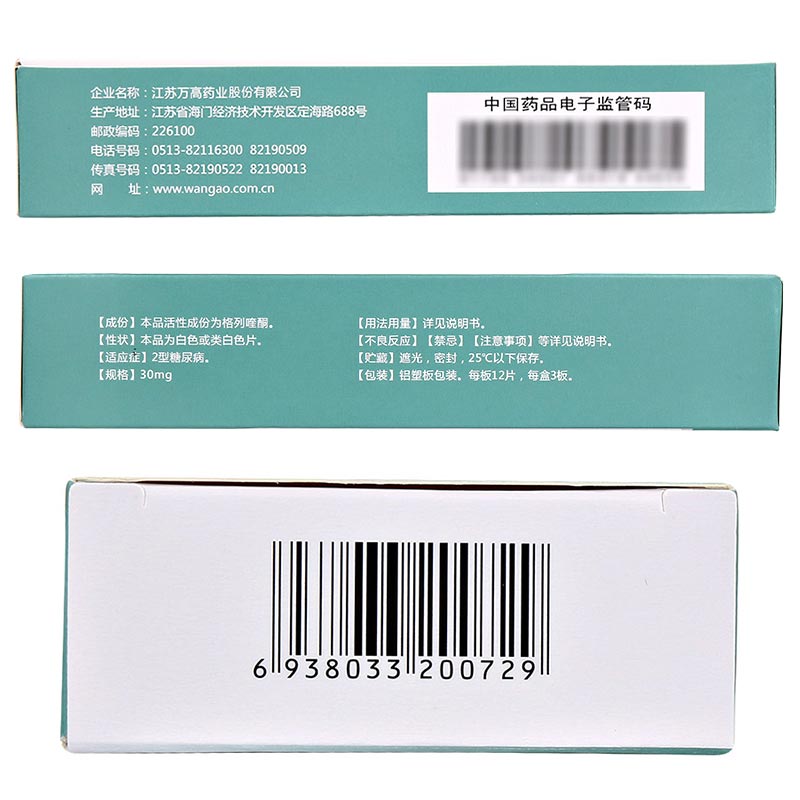 企业名称：江苏万高药业股份有限公司
生产地址：江苏省海门经济技术开发区定海路688号
邮政编码：226100
电话号码：0513-82116300  82190509
传真号码：0513-82190522  82190013
网　　址：www.wangao.com.cn
中国药品电子监管码
【成份】本品活性成份为格列喹酮。
【性状】本品为白色或类白色片。
【适应症】2型糖尿病。
【规格】30mg
【用法用量】详见说明书。
【不良反应】【禁忌】【注意事项】等详见说明书。
【贮藏】遮光，密封，25℃以下保存。
【包装】铝塑板包装。每板12片，每盒3板。
6 938033 200729